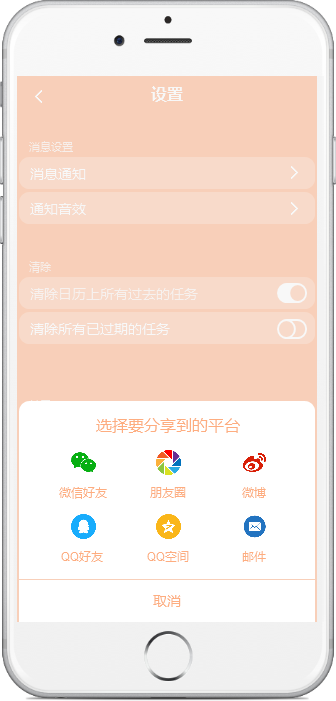 设置
消息设置
消息通知
通知音效
清除
清除日历上所有过去的任务
清除所有已过期的任务
选择要分享到的平台
微信好友 朋友圈 微博
QQ好友 QQ空间 邮件
取消